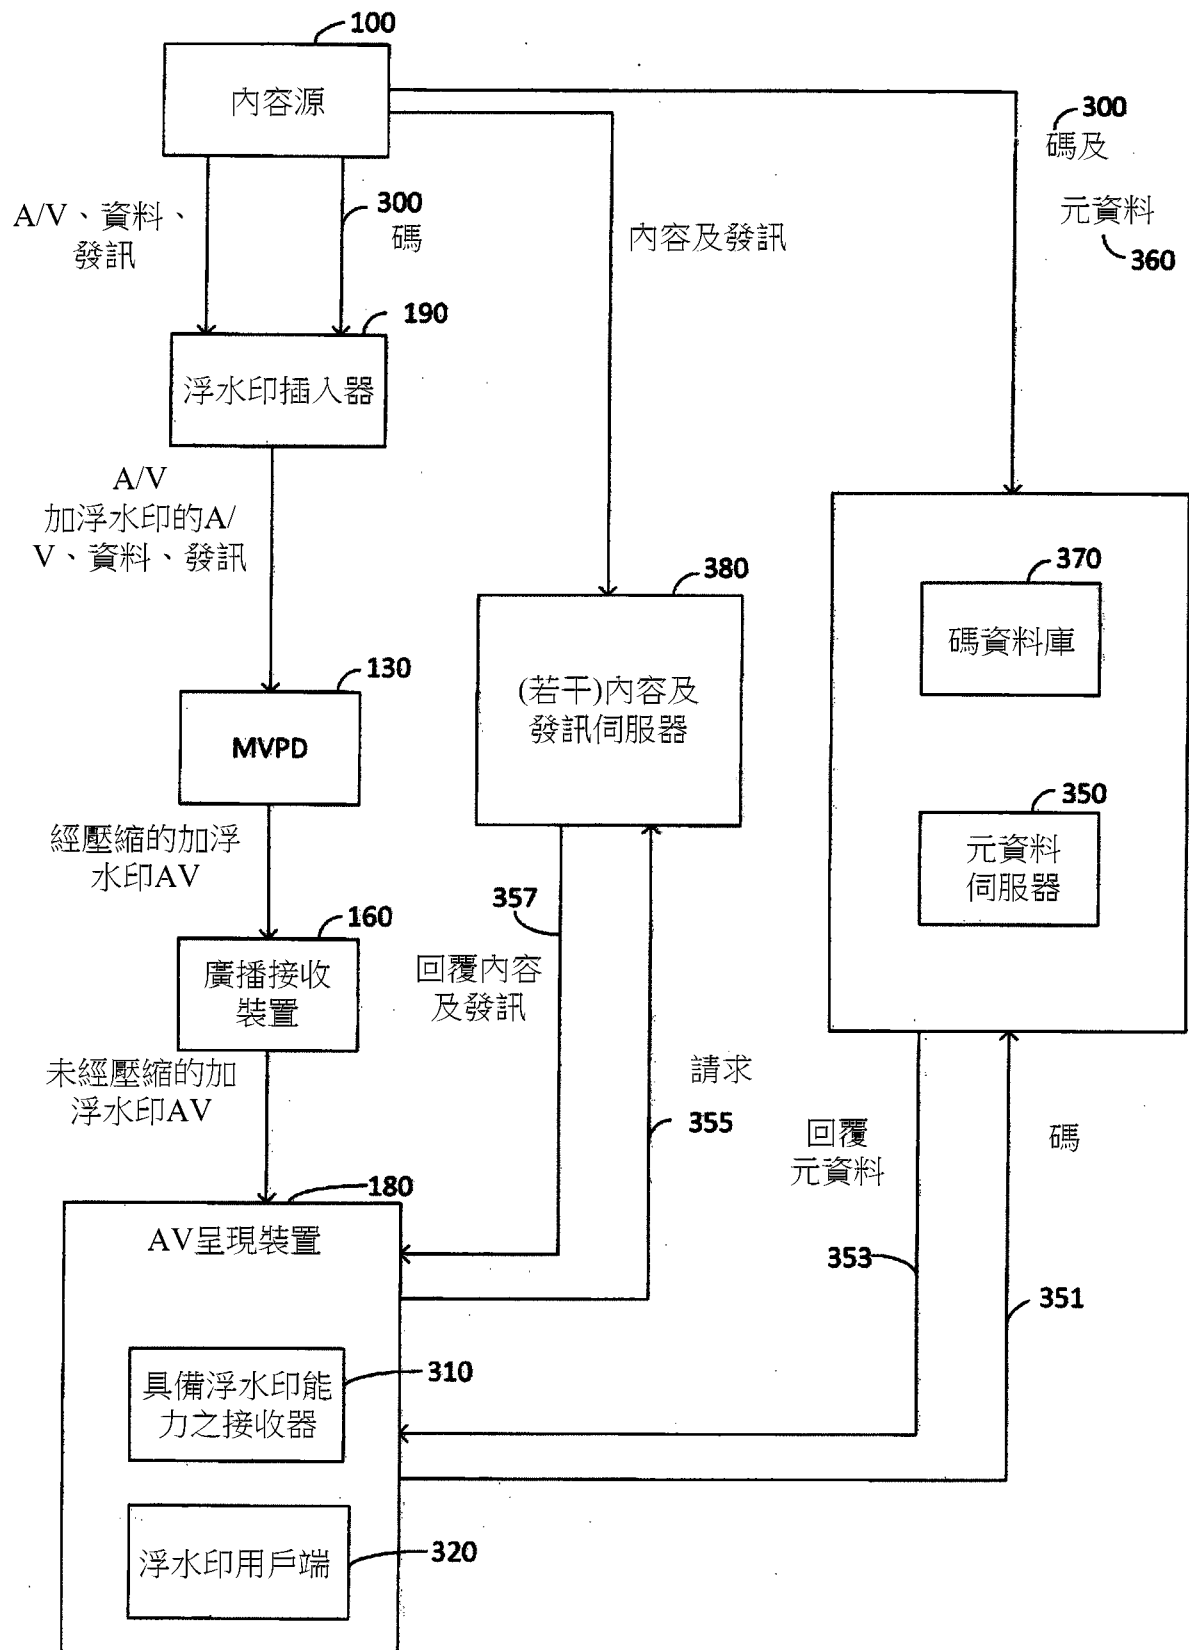 100
內容源
A/V、資料、
發訊
300
碼
內容及發訊
300
碼及
元資料
360
190
浮水印插入器
A/V
加浮水印的A/
V、資料、發訊
380
(若干)內容及
發訊伺服器
370
碼資料庫
350
元資料
伺服器
130
MVPD
經壓縮的加浮
水印AV
160
廣播接收
裝置
未經壓縮的加
浮水印AV
357
回覆內容
及發訊
請求
355
回覆
元資料
353
碼
351
180
AV呈現裝置
具備浮水印能
力之接收器
310
浮水印用戶端
320